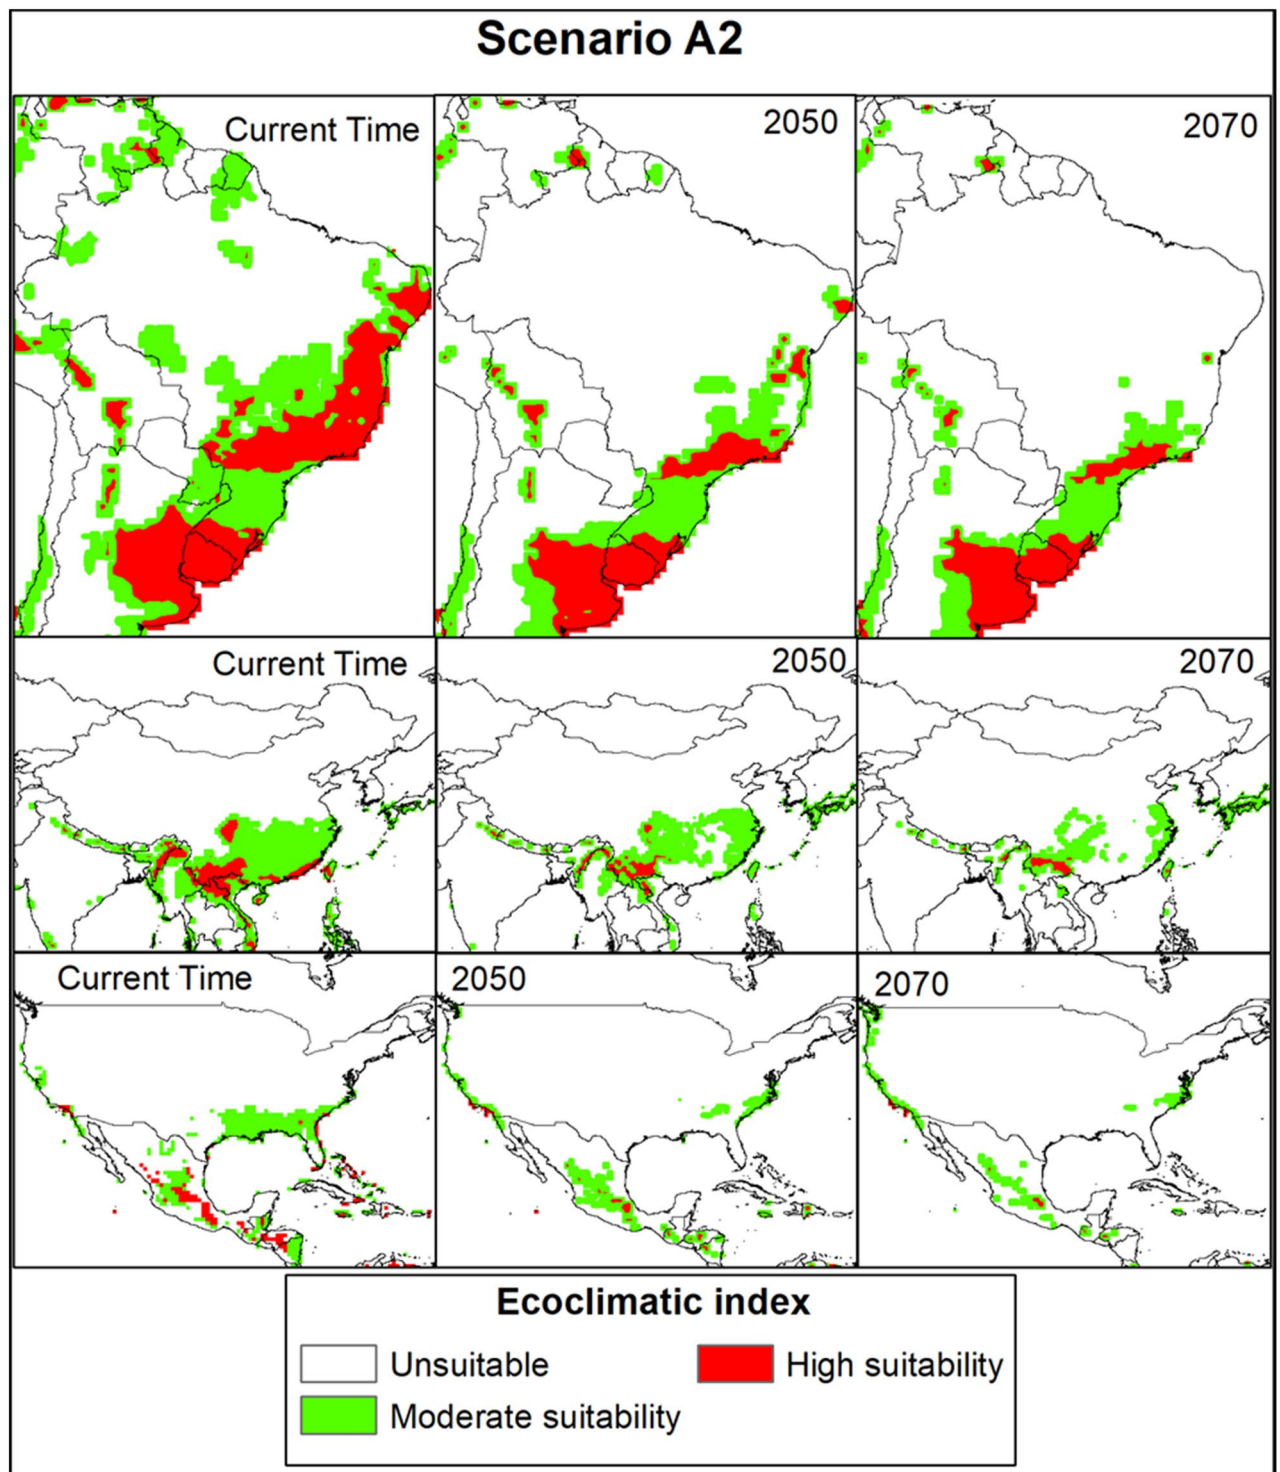 Scenario A2
Current Time
2050
2070
Current Time
2050
2070
Current Time
2050
2070
Ecoclimatic index
Unsuitable
High suitability
Moderate suitability